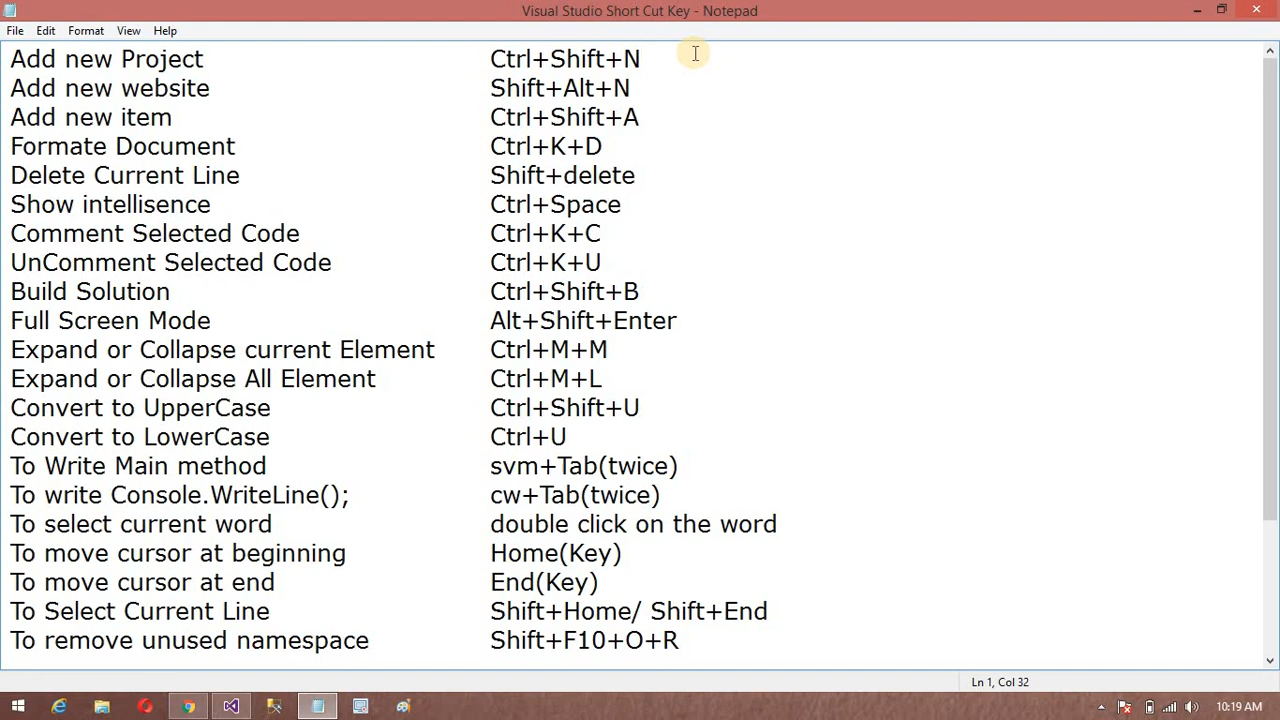 Visual Studio Short Cut Key - Notepad
File Edit Format View Help
Add new Project Ctrl+Shift+N
Add new website Shift+Alt+N
Add new item Ctrl+Shift+A
Formate Document Ctrl+K+D
Delete Current Line Shift+delete
Show intellisence Ctrl+Space
Comment Selected Code Ctrl+K+C
UnComment Selected Code Ctrl+K+U
Build Solution Ctrl+Shift+B
Full Screen Mode Alt+Shift+Enter
Expand or Collapse current Element Ctrl+M+M
Expand or Collapse All Element Ctrl+M+L
Convert to UpperCase Ctrl+Shift+U
Convert to LowerCase Ctrl+U
To Write Main method svm+Tab(twice)
To write Console.WriteLine(); cw+Tab(twice)
To select current word double click on the word
To move cursor at beginning Home(Key)
To move cursor at end End(Key)
To Select Current Line Shift+Home/ Shift+End
To remove unused namespace Shift+F10+O+R
Ln 1, Col 32
10:19 AM